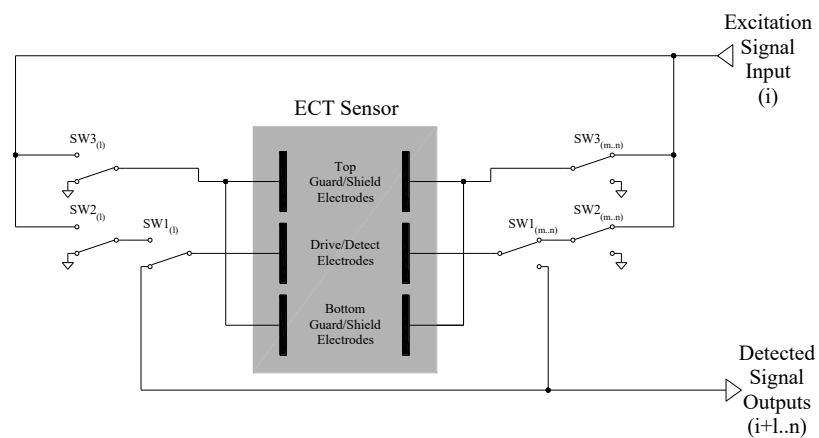 Excitation
Signal
Input
(i)
ECT Sensor
SW3(l)
SW3(m..n)
Top
Guard/Shield
Electrodes
SW2(l)
SW1(l)
SW1(m..n)
SW2(m..n)
Drive/Detect
Electrodes
Bottom
Guard/Shield
Electrodes
Detected
Signal
Outputs
(i+l..n)